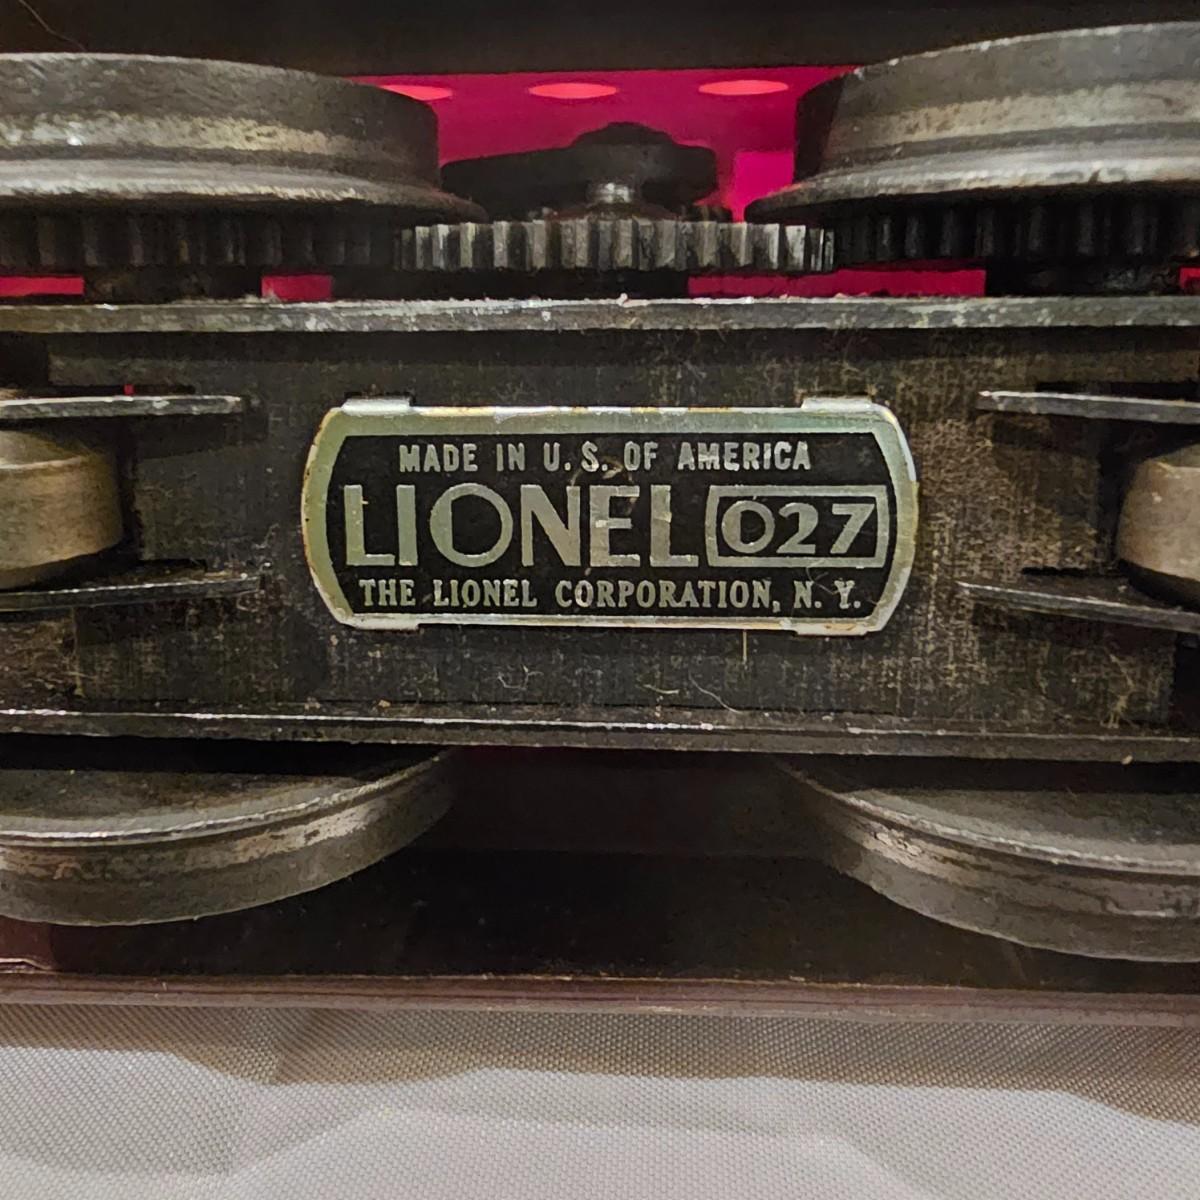 MADE IN U.S. OF AMERICA
LIONEL 027
THE LIONEL CORPORATION, N. Y.